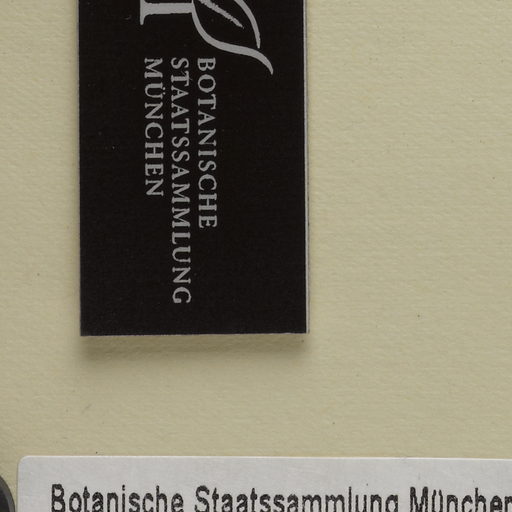 BOTANISCHE
STAATSSAMMLUNG
MÜNCHEN
Botanische Staatssammlung München